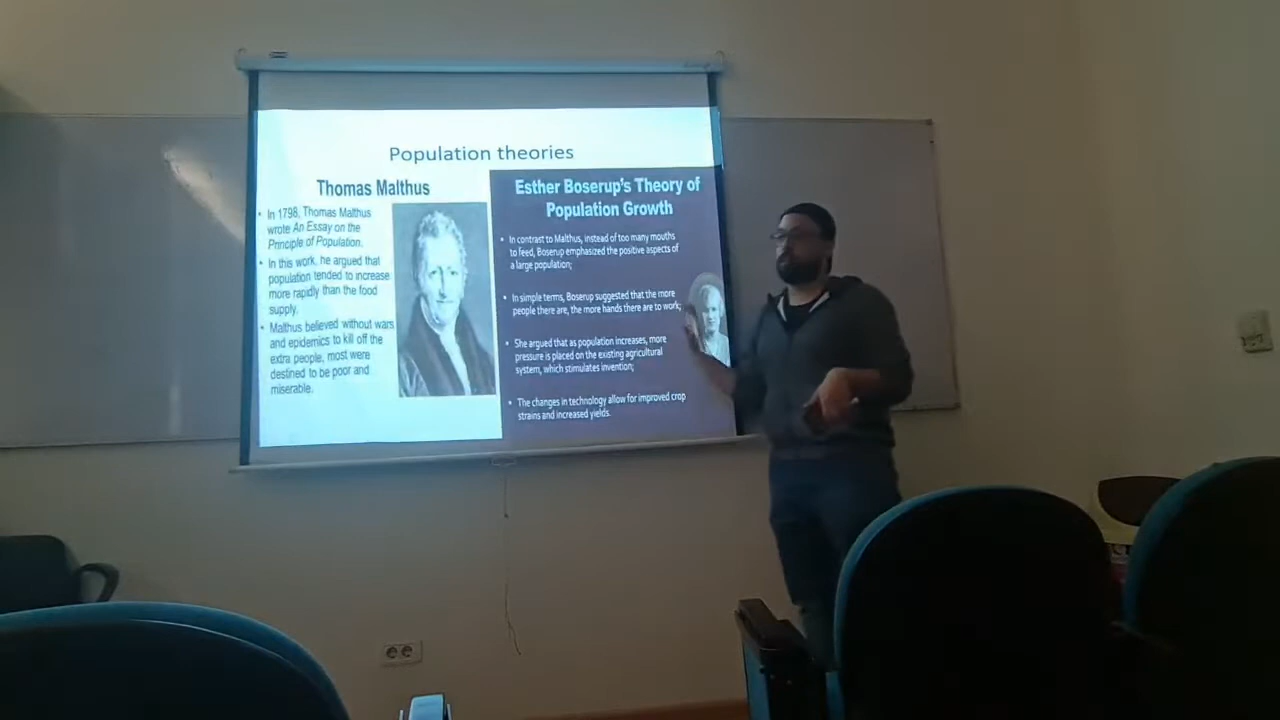 Population theories
Thomas Malthus
• In 1798, Thomas Malthus
wrote An Essay on the
Principle of Population.
• In this work, he argued that
population tended to increase
more rapidly than the food
supply.
• Malthus believed without wars
and epidemics to kill off the
extra people, most were
destined to be poor and
miserable.
Esther Boserup's Theory of
Population Growth
• In contrast to Malthus, instead of too many mouths
to feed, Boserup emphasized the positive aspects of
a large population;
• In simple terms, Boserup suggested that the more
people there are, the more hands there are to work;
• She argued that as population increases, more
pressure is placed on the existing agricultural
system, which stimulates invention;
• The changes in technology allow for improved crop
strains and increased yields.